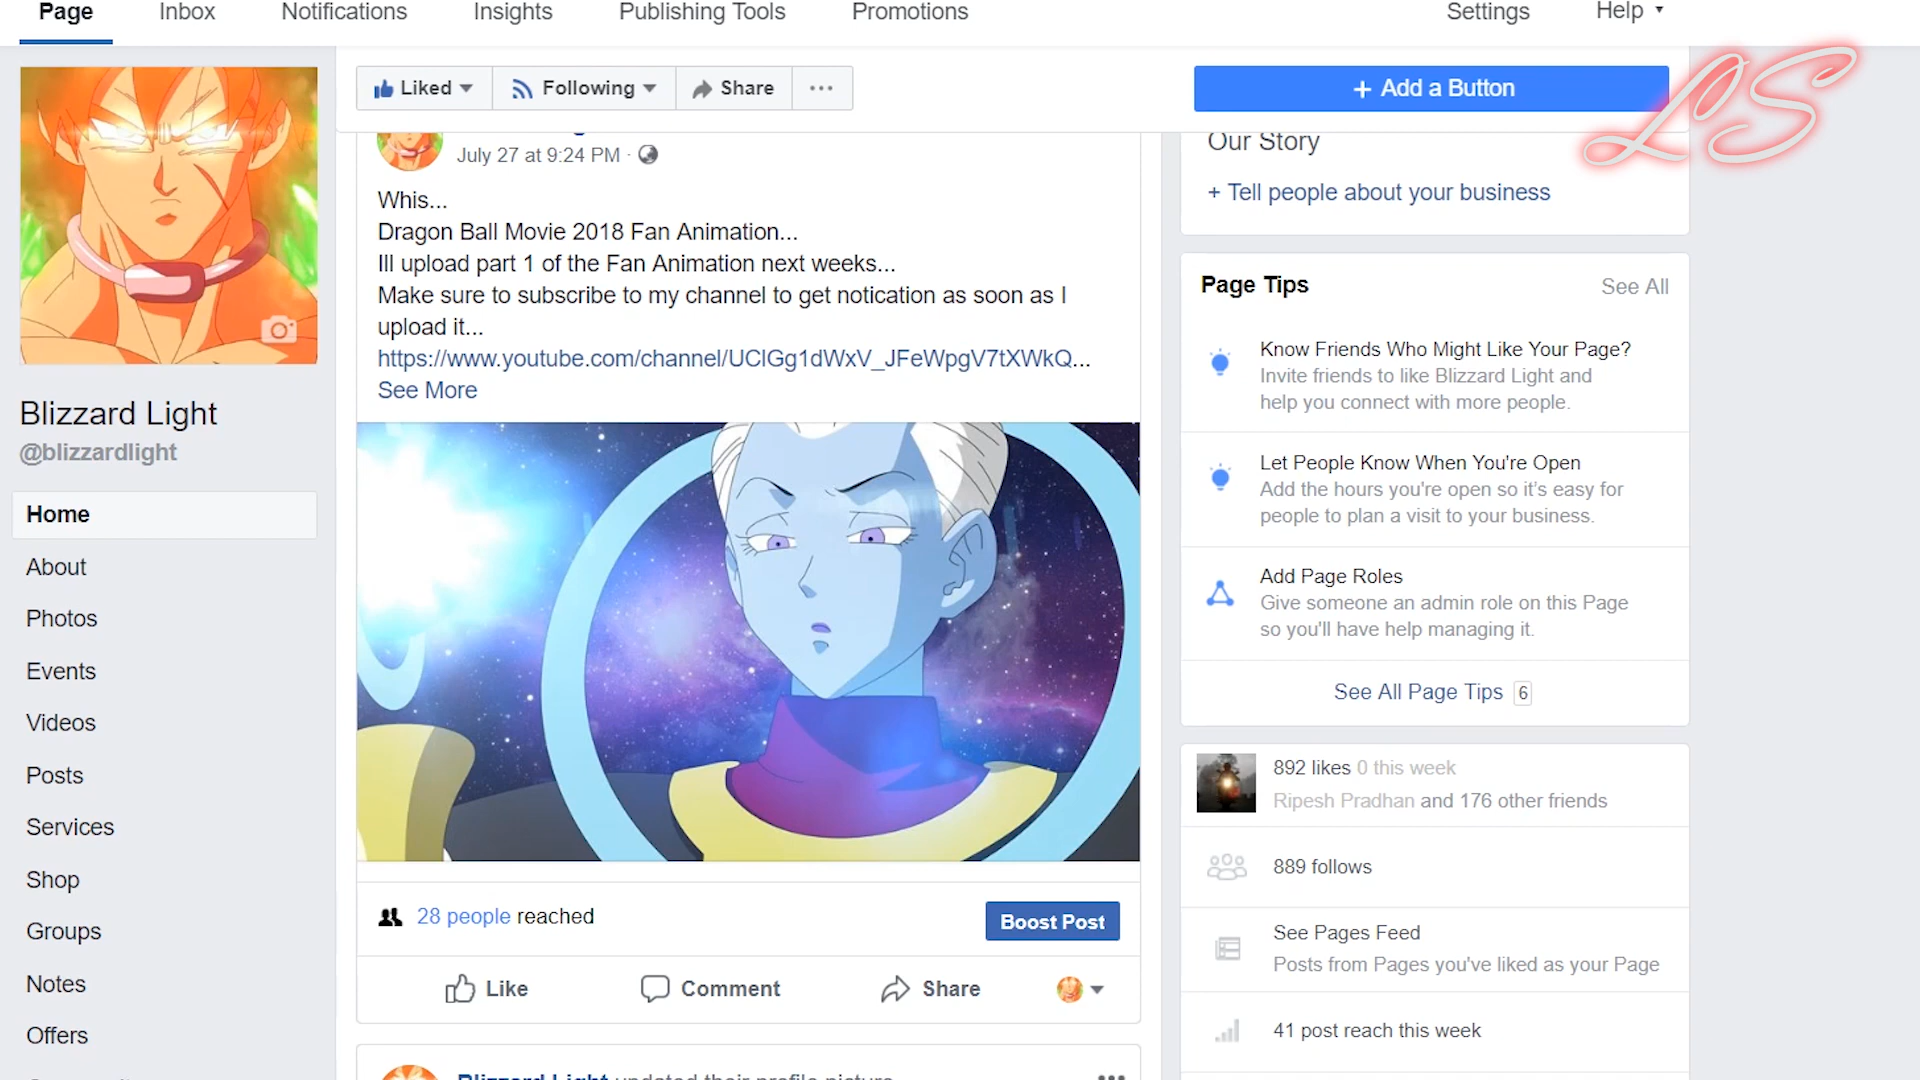 Page Inbox Notifications Insights Publishing Tools Promotions Settings Help
Liked Following Share ...
+ Add a Button
LS
Blizzard Light
@blizzardlight
Home
About
Photos
Events
Videos
Posts
Services
Shop
Groups
Notes
Offers
July 27 at 9:24 PM ·
Whis...
Dragon Ball Movie 2018 Fan Animation...
Ill upload part 1 of the Fan Animation next weeks...
Make sure to subscribe to my channel to get notication as soon as I
upload it...
https://www.youtube.com/channel/UClGg1dWxV_JFeWpgV7tXWkQ...
See More
28 people reached
Boost Post
Like Comment Share
Blizzard Light updated their profile picture.
Our Story
+ Tell people about your business
Page Tips See All
Know Friends Who Might Like Your Page?
Invite friends to like Blizzard Light and
help you connect with more people.
Let People Know When You're Open
Add the hours you're open so it's easy for
people to plan a visit to your business.
Add Page Roles
Give someone an admin role on this Page
so you'll have help managing it.
See All Page Tips 6
892 likes 0 this week
Ripesh Pradhan and 176 other friends
889 follows
See Pages Feed
Posts from Pages you've liked as your Page
41 post reach this week